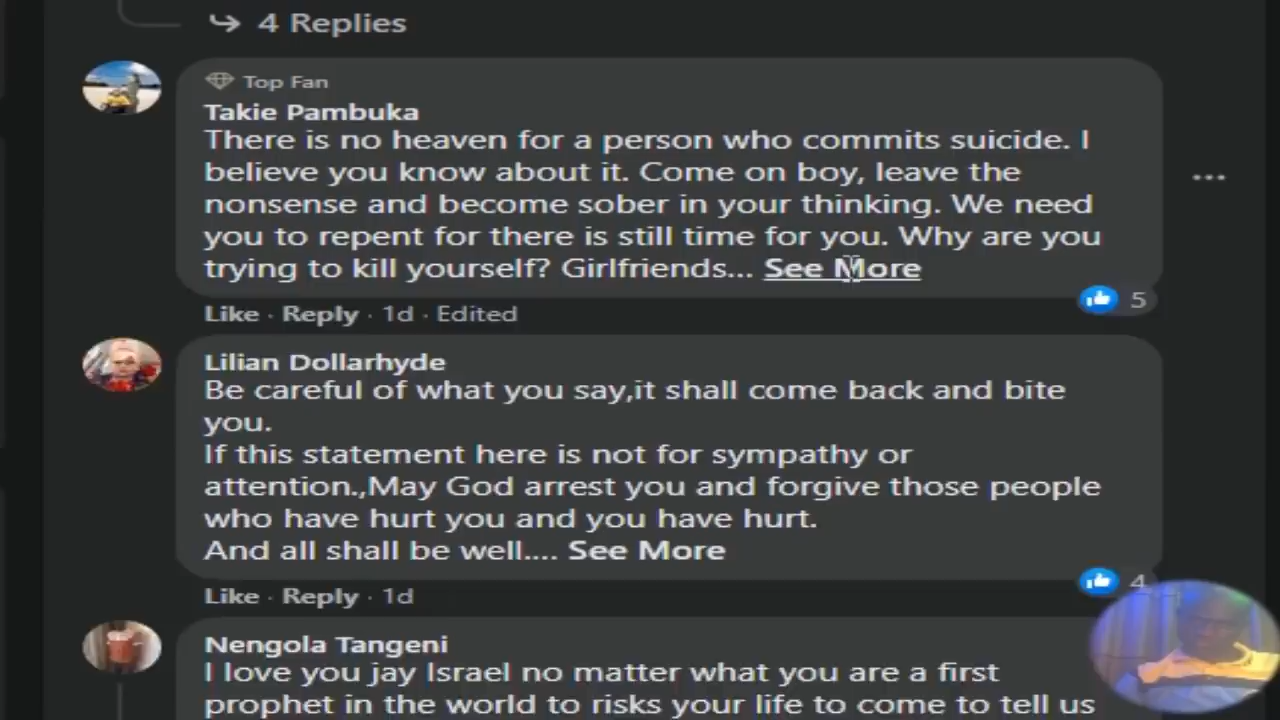 4 Replies
Top Fan
Takie Pambuka
There is no heaven for a person who commits suicide. I
believe you know about it. Come on boy, leave the
nonsense and become sober in your thinking. We need
you to repent for there is still time for you. Why are you
trying to kill yourself? Girlfriends... See More
5
Like · Reply · 1d · Edited
Lilian Dollarhyde
Be careful of what you say,it shall come back and bite
you.
If this statement here is not for sympathy or
attention.,May God arrest you and forgive those people
who have hurt you and you have hurt.
And all shall be well.... See More
4
Like · Reply · 1d
Nengola Tangeni
I love you jay Israel no matter what you are a first
prophet in the world to risks your life to come to tell us